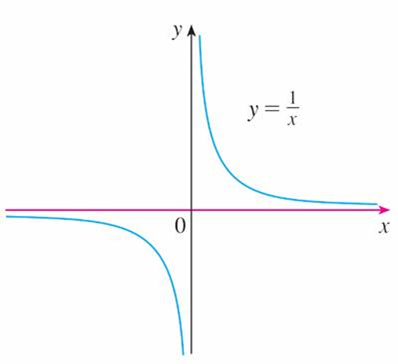 y
y = 1/x
0
x